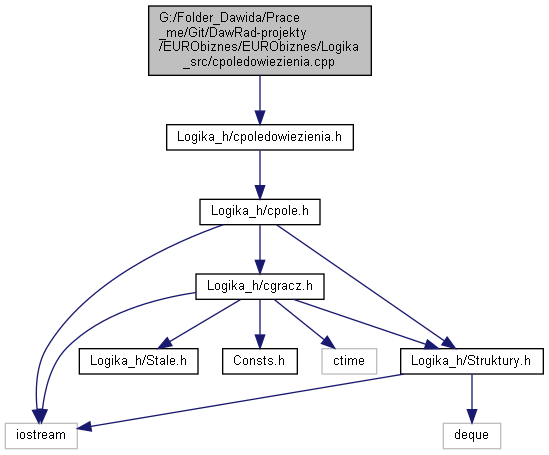 G:/Folder_Dawida/Prace
_me/Git/DawRad-projekty
/EURObiznes/EURObiznes/Logika
_src/cpoledowiezienia.cpp
Logika_h/cpoledowiezienia.h
Logika_h/cpole.h
Logika_h/cgracz.h
Logika_h/Stale.h
Consts.h
ctime
Logika_h/Struktury.h
iostream
deque